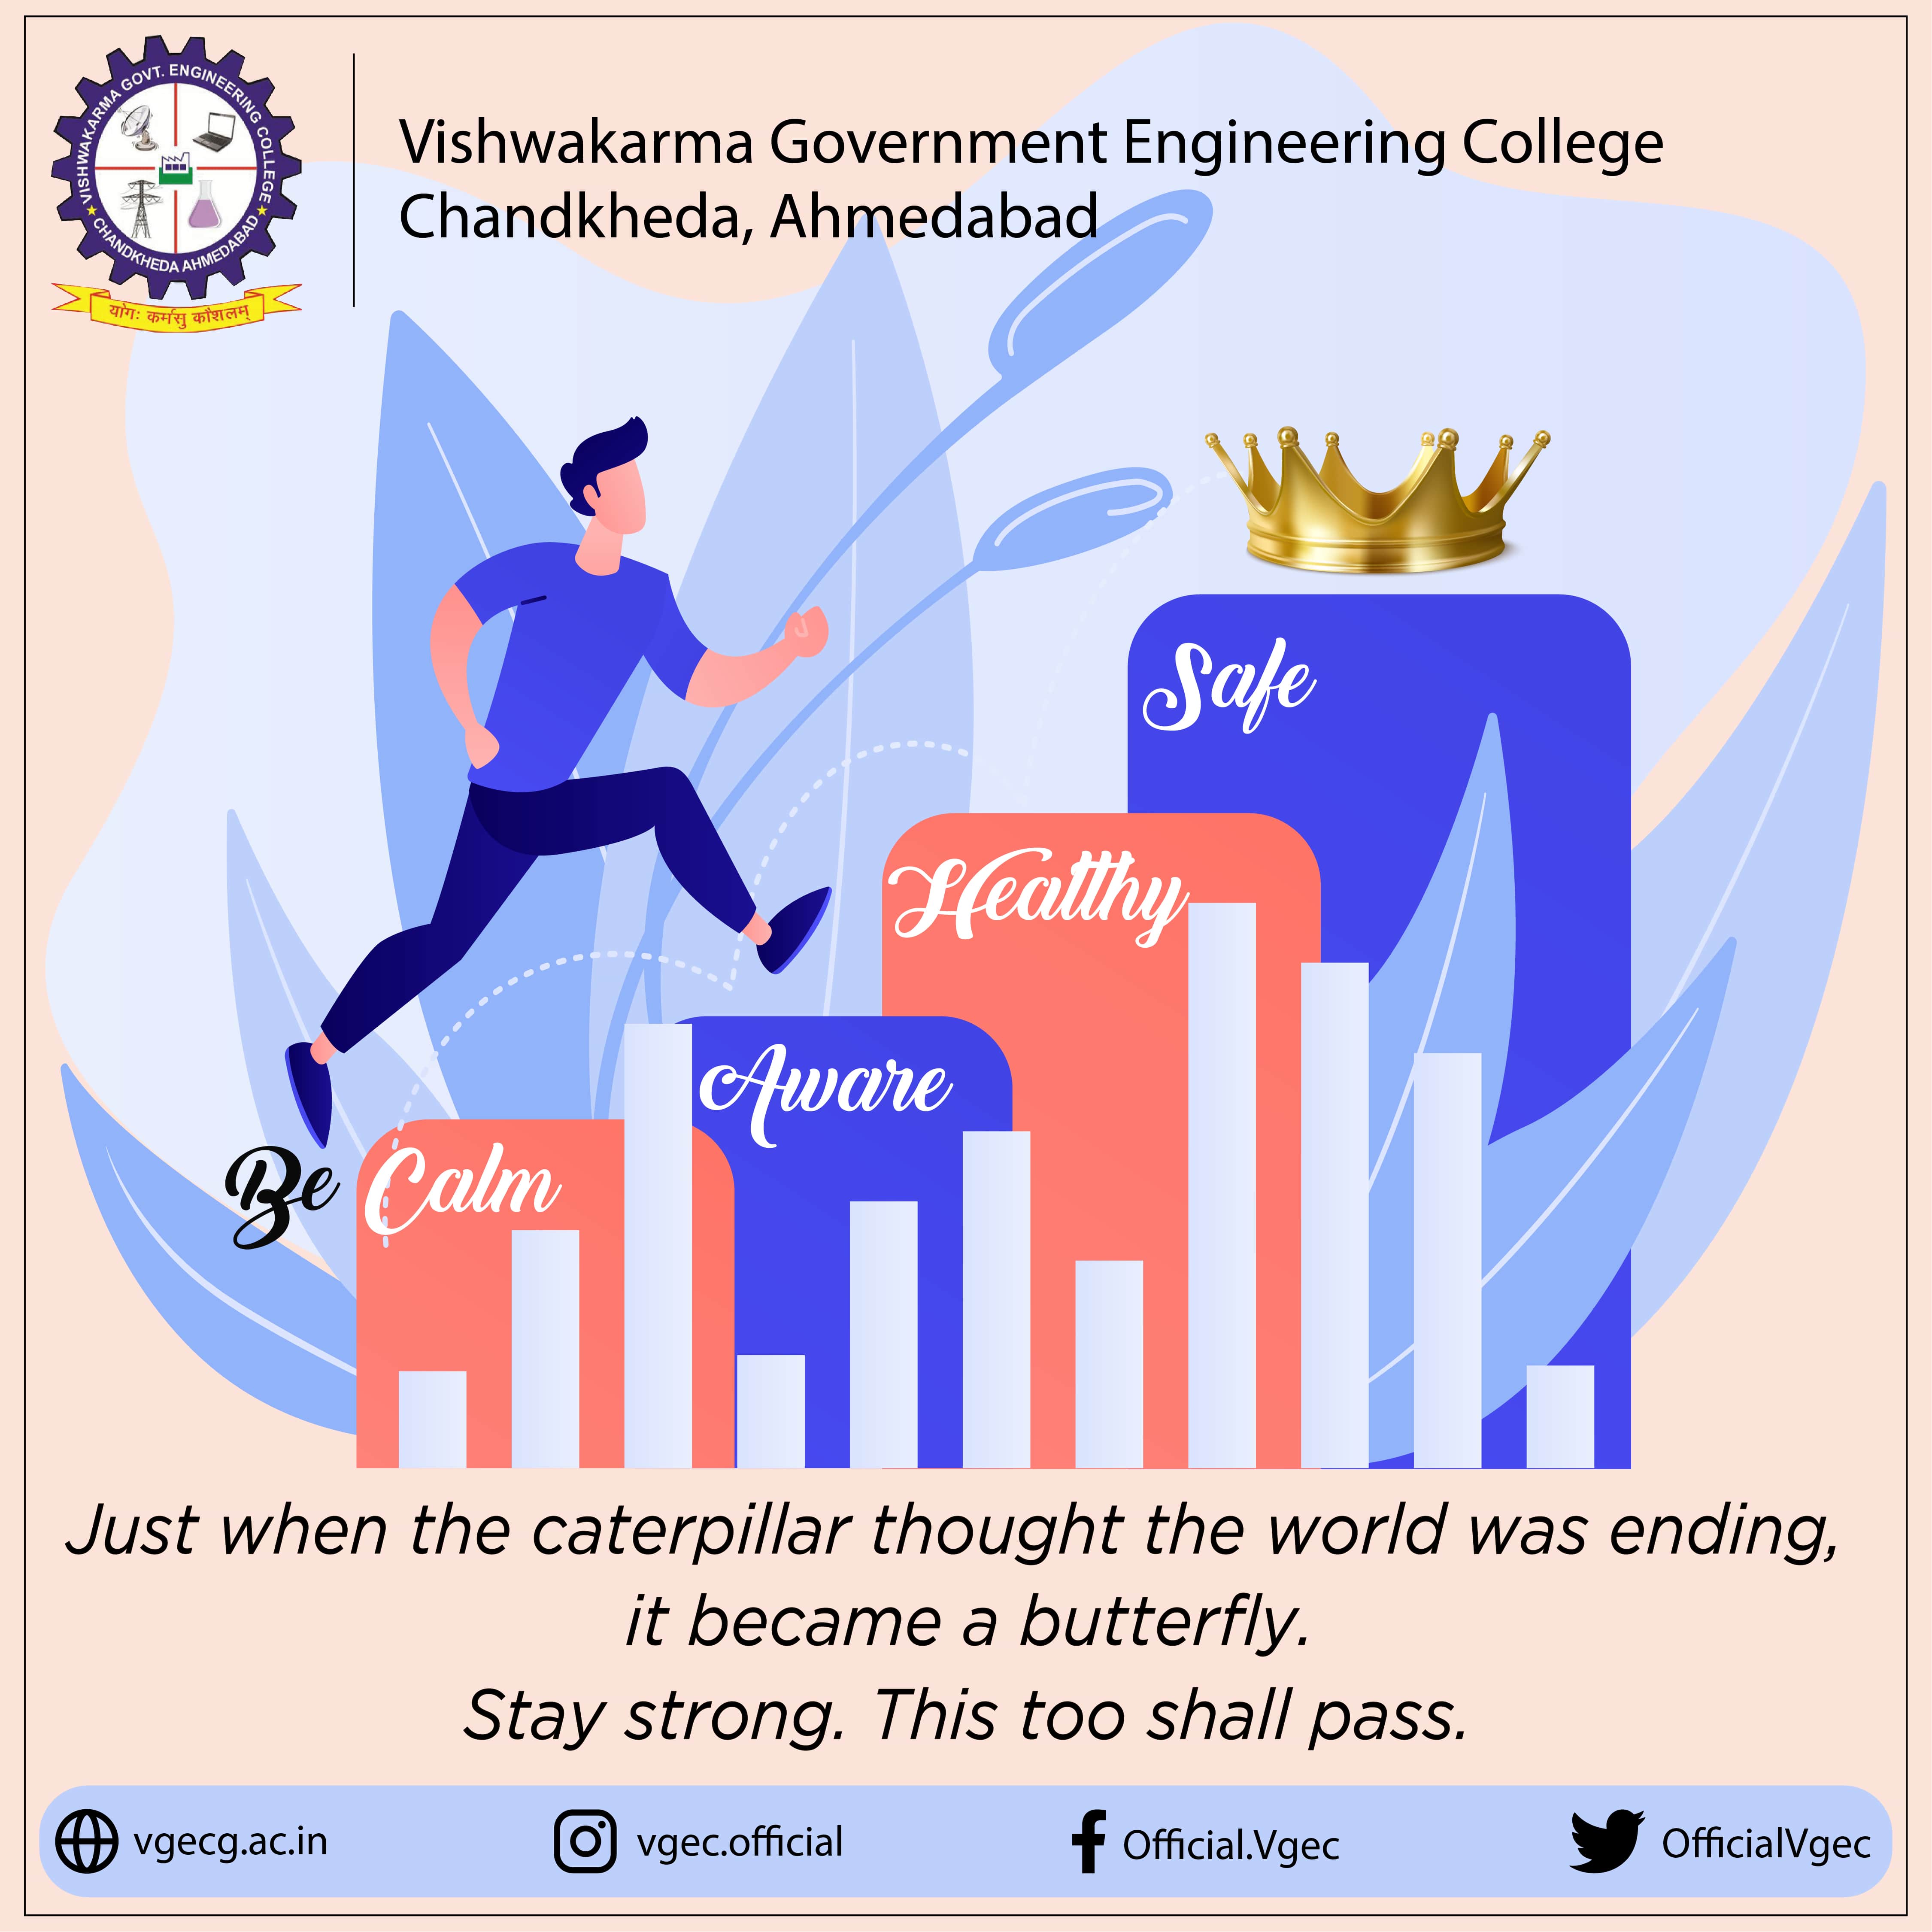 VISHWAKARMA GOVT. ENGINEERING COLLEGE
CHANDKHEDA AHMEDABAD
योगः कर्मसु कौशलम्
Vishwakarma Government Engineering College
Chandkheda, Ahmedabad
Safe
Healthy
Aware
Be Calm
Just when the caterpillar thought the world was ending,
it became a butterfly.
Stay strong. This too shall pass.
vgecg.ac.in vgec.official Official.Vgec OfficialVgec